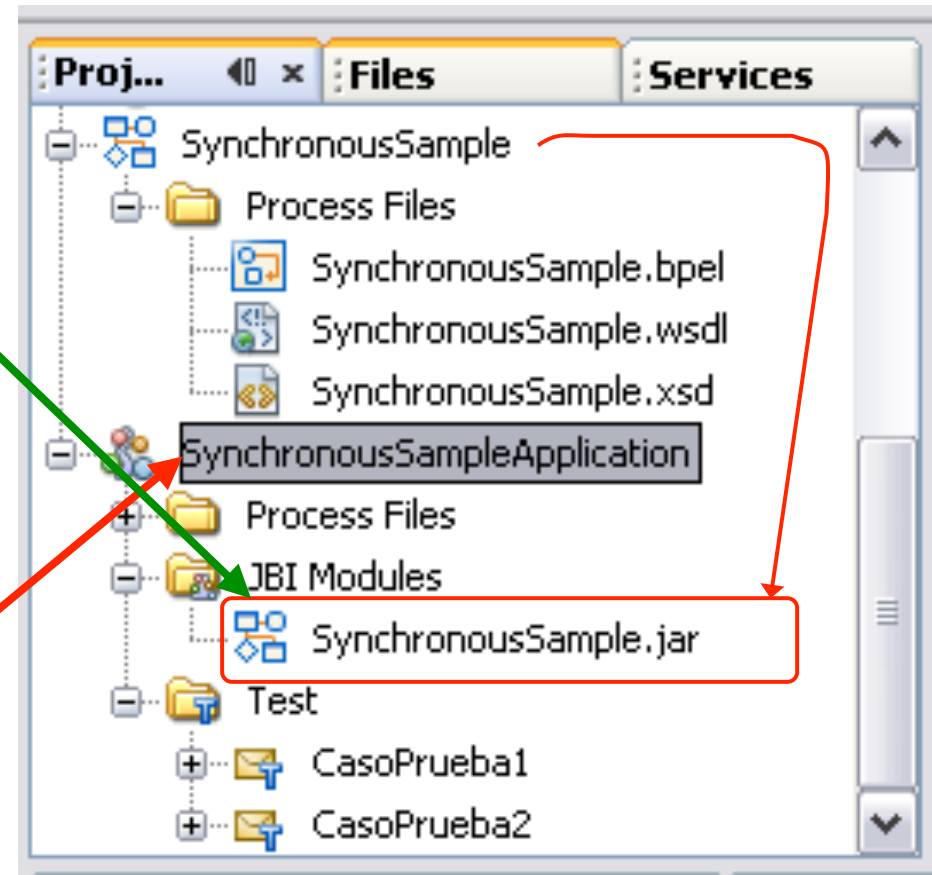 Proj... Files Services
SynchronousSample
Process Files
SynchronousSample.bpel
SynchronousSample.wsdl
SynchronousSample.xsd
SynchronousSampleApplication
Process Files
JBI Modules
SynchronousSample.jar
Test
CasoPrueba1
CasoPrueba2